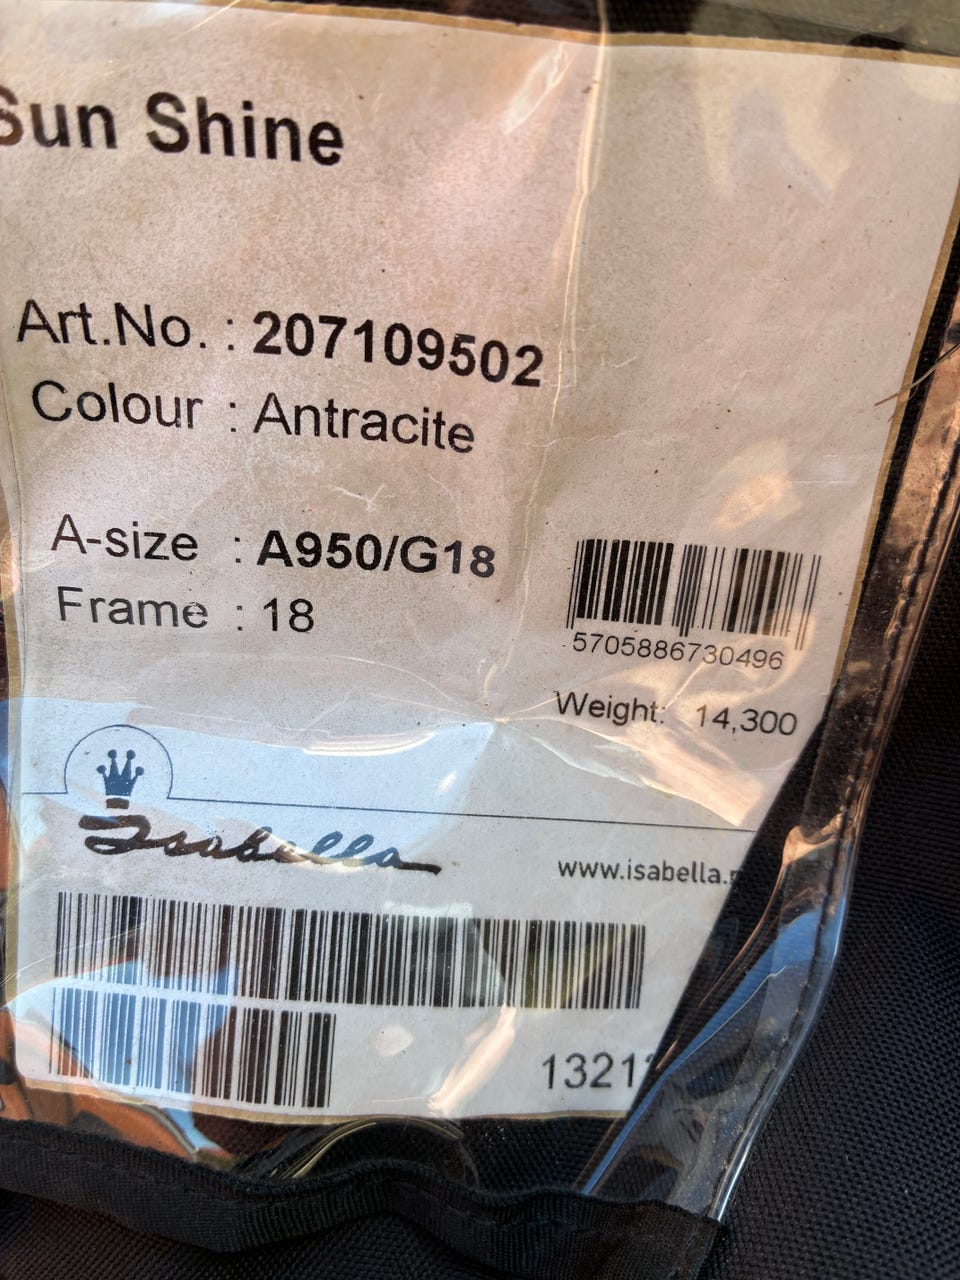 Sun Shine
Art.No. : 207109502
Colour : Antracite
A-size : A950/G18
Frame : 18
5705886730496
Weight: 14,300
Isabella
www.isabella.
1321